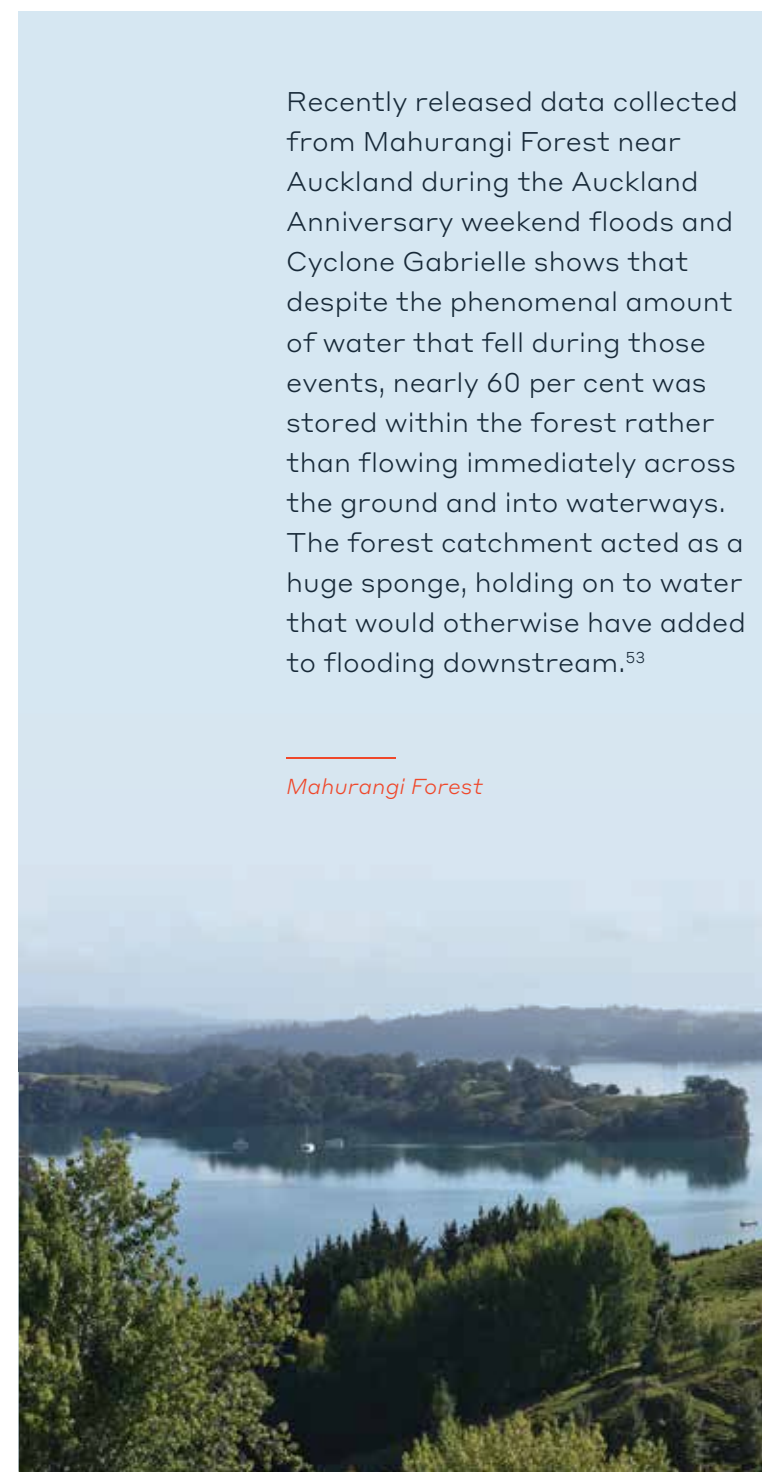 Recently released data collected
from Mahurangi Forest near
Auckland during the Auckland
Anniversary weekend floods and
Cyclone Gabrielle shows that
despite the phenomenal amount
of water that fell during those
events, nearly 60 per cent was
stored within the forest rather
than flowing immediately across
the ground and into waterways.
The forest catchment acted as a
huge sponge, holding on to water
that would otherwise have added
to flooding downstream.⁵³
Mahurangi Forest